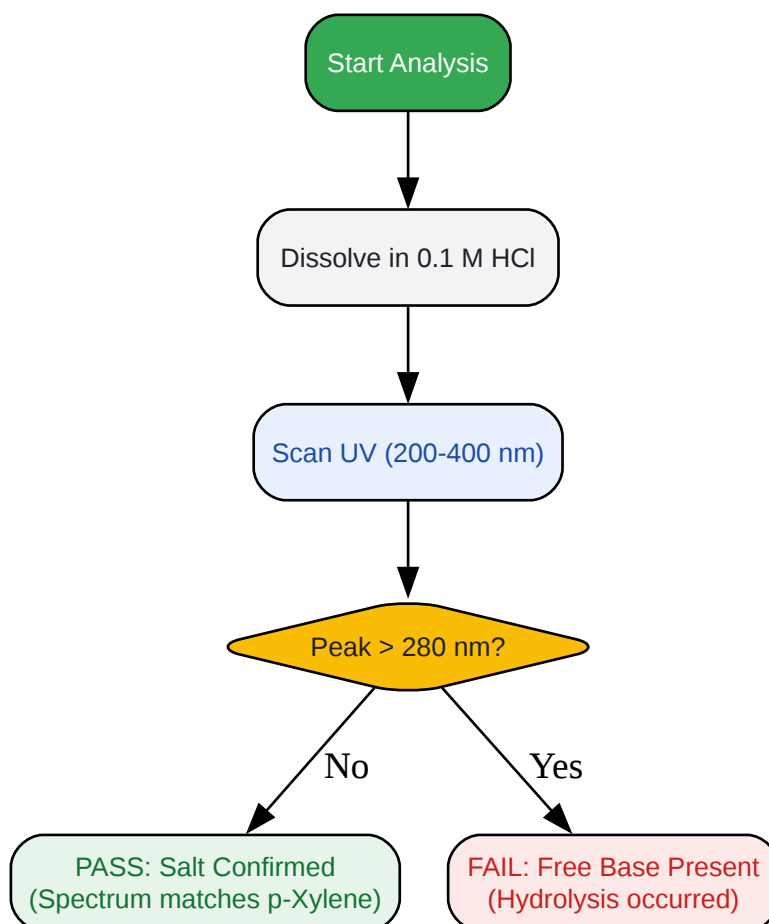 Start Analysis
Dissolve in 0.1 M HCl
Scan UV (200-400 nm)
Peak > 280 nm?
No
Yes
PASS: Salt Confirmed
(Spectrum matches p-Xylene)
FAIL: Free Base Present
(Hydrolysis occurred)